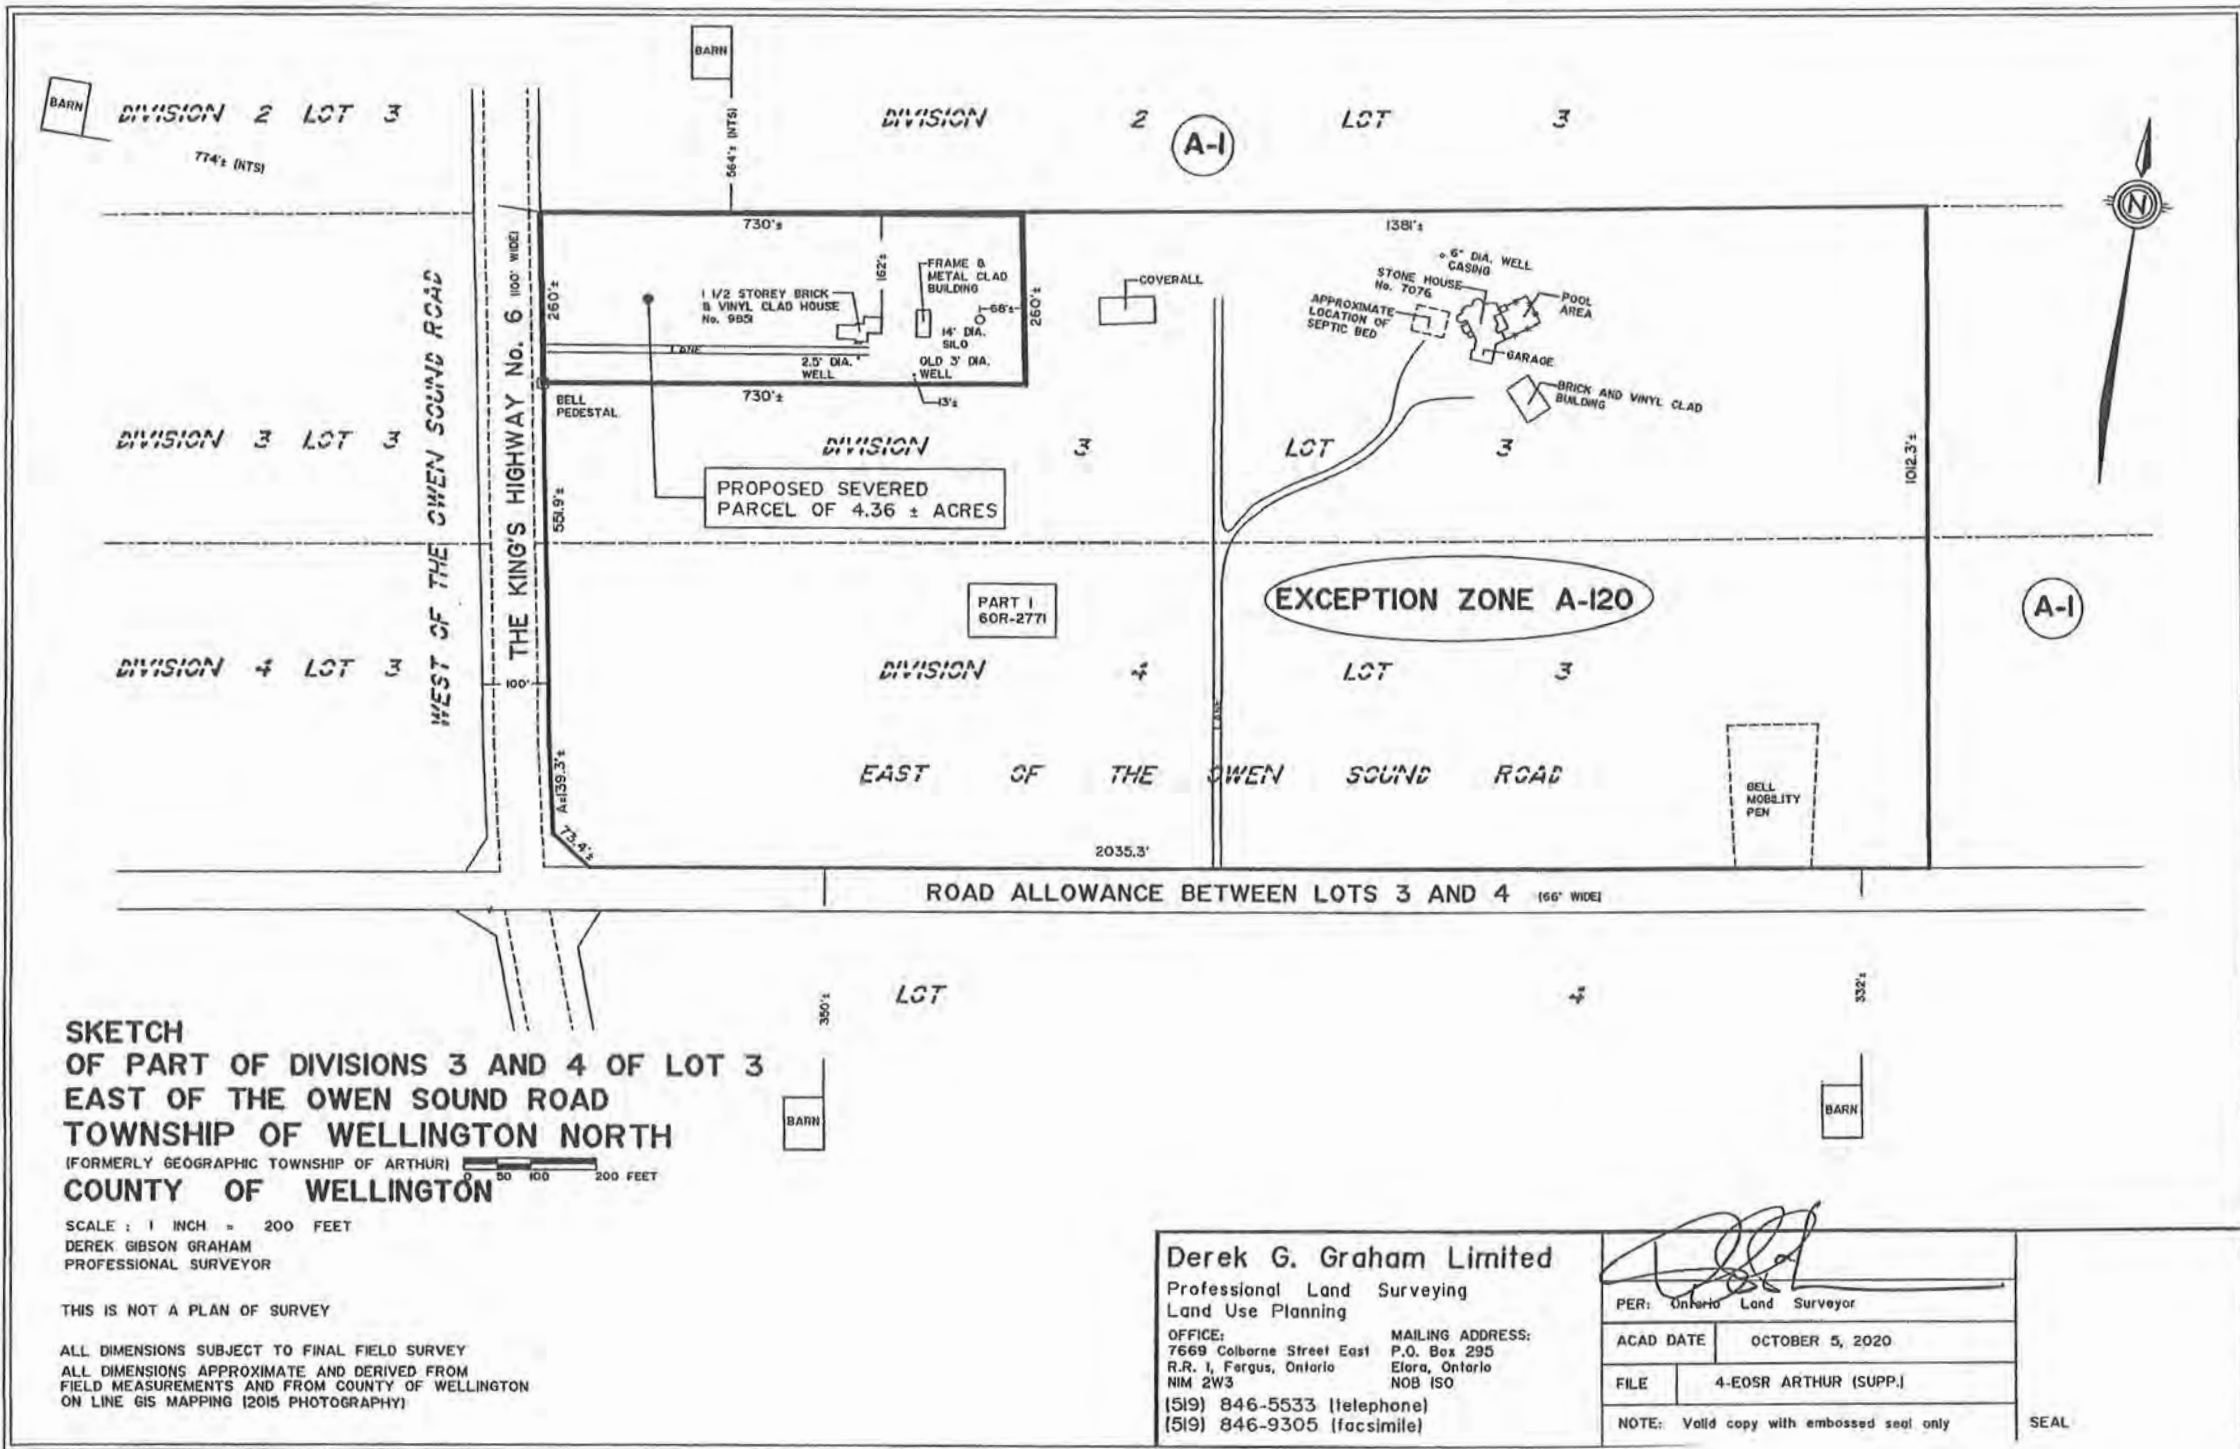 BARN
BARN
DIVISION 2 LOT 3
774'± (NTS)
564'± (NTS)
DIVISION 2 LOT 3
A-1
N
730'±
1381'±
260'±
162'±
FRAME &
METAL CLAD
BUILDING
1 1/2 STOREY BRICK
& VINYL CLAD HOUSE
No. 9851
68'±
14' DIA.
SILO
260'±
LANE
2.5' DIA.
WELL
OLD 3' DIA.
WELL
13'±
730'±
BELL
PEDESTAL
COVERALL
6" DIA. WELL
CASING
STONE HOUSE
No. 7076
APPROXIMATE
LOCATION OF
SEPTIC BED
POOL
AREA
GARAGE
BRICK AND VINYL CLAD
BUILDING
WEST OF THE OWEN SOUND ROAD
THE KING'S HIGHWAY No. 6 (100' WIDE)
DIVISION 3 LOT 3
DIVISION 3 LOT 3
1012.3'±
551.9'±
PROPOSED SEVERED
PARCEL OF 4.36 ± ACRES
PART 1
60R-2771
EXCEPTION ZONE A-120
A-1
DIVISION 4 LOT 3
100'
DIVISION 4 LOT 3
LANE
A=139.3'±
73.4'±
EAST OF THE OWEN SOUND ROAD
BELL
MOBILITY
PEN
2035.3'
ROAD ALLOWANCE BETWEEN LOTS 3 AND 4 (66' WIDE)
LOT 4
350'±
332'±
BARN
BARN
SKETCH
OF PART OF DIVISIONS 3 AND 4 OF LOT 3
EAST OF THE OWEN SOUND ROAD
TOWNSHIP OF WELLINGTON NORTH
(FORMERLY GEOGRAPHIC TOWNSHIP OF ARTHUR)
0 50 100 200 FEET
COUNTY OF WELLINGTON
SCALE : 1 INCH = 200 FEET
DEREK GIBSON GRAHAM
PROFESSIONAL SURVEYOR
THIS IS NOT A PLAN OF SURVEY
ALL DIMENSIONS SUBJECT TO FINAL FIELD SURVEY
ALL DIMENSIONS APPROXIMATE AND DERIVED FROM
FIELD MEASUREMENTS AND FROM COUNTY OF WELLINGTON
ON LINE GIS MAPPING (2015 PHOTOGRAPHY)
Derek G. Graham Limited
Professional Land Surveying
Land Use Planning
OFFICE:
7669 Colborne Street East
R.R. 1, Fergus, Ontario
N1M 2W3
MAILING ADDRESS:
P.O. Box 295
Elora, Ontario
N0B 1S0
(519) 846-5533 (telephone)
(519) 846-9305 (facsimile)
PER: Ontario Land Surveyor
ACAD DATE OCTOBER 5, 2020
FILE 4-EOSR ARTHUR (SUPP.)
NOTE: Valid copy with embossed seal only
SEAL